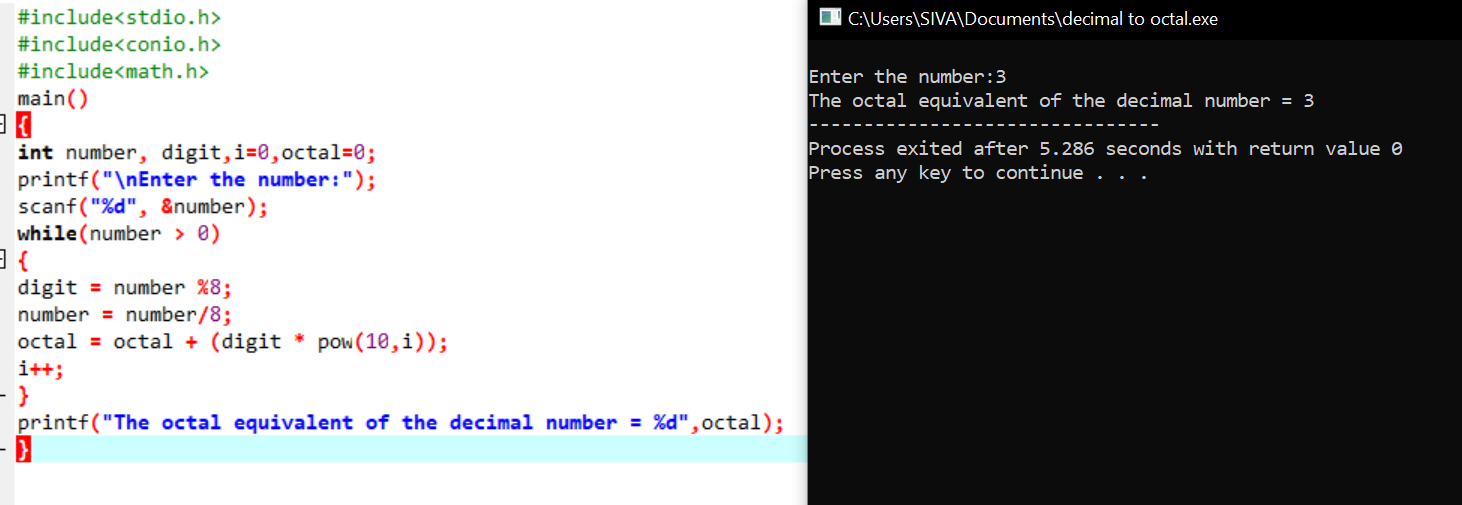 #include<stdio.h>
#include<conio.h>
#include<math.h>
main()
{
int number, digit,i=0,octal=0;
printf("\nEnter the number:");
scanf("%d", &number);
while(number > 0)
{
digit = number %8;
number = number/8;
octal = octal + (digit * pow(10,i));
i++;
}
printf("The octal equivalent of the decimal number = %d",octal);
}
C:\Users\SIVA\Documents\decimal to octal.exe
Enter the number:3
The octal equivalent of the decimal number = 3
--------------------------------
Process exited after 5.286 seconds with return value 0
Press any key to continue . . .